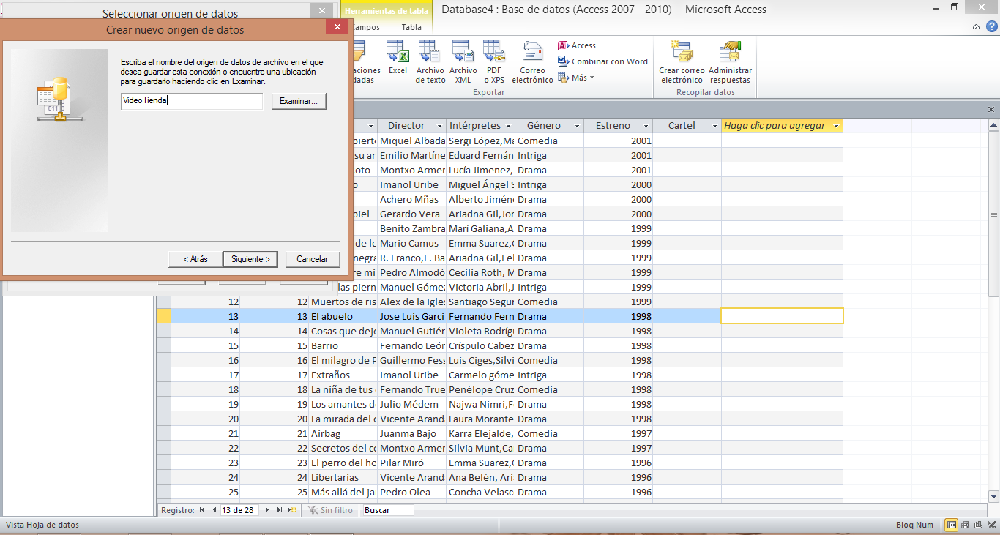 Seleccionar origen de datos
Herramientas de tabla
Database4 : Base de datos (Access 2007 - 2010) - Microsoft Access
Crear nuevo origen de datos
Campos Tabla
Escriba el nombre del origen de datos de archivo en el que
desea guardar esta conexión o encuentre una ubicación
para guardarlo haciendo clic en Examinar.
VideoTienda
Examinar...
< Atrás Siguiente > Cancelar
Excel
Archivo
de texto
Archivo
XML
PDF
o XPS
Correo
electrónico
Access
Combinar con Word
Más
Exportar
Crear correo
electrónico
Administrar
respuestas
Recopilar datos
Director Intérpretes Género Estreno Cartel Haga clic para agregar
Miquel Albada Sergi López,Ma Comedia 2001
su an Emilio Martíne Eduard Fernán Intriga 2001
Montxo Armer Lucía Jimenez, Drama 2001
Imanol Uribe Miguel Ángel S Intriga 2000
Achero Mñas Alberto Jiméne Drama 2000
piel Gerardo Vera Ariadna Gil,Jor Drama 2000
Benito Zambra Marí Galiana,A Drama 1999
de lo Mario Camus Emma Suarez,C Drama 1999
negra R. Franco,F. Ba Ariadna Gil,Fel Drama 1999
re mi Pedro Almodó Cecilia Roth, M Drama 1999
las piern Manuel Gómez Victoria Abril,J Intriga 1999
12 12 Muertos de ris Alex de la Igles Santiago Segur Comedia 1999
13 13 El abuelo Jose Luis Garci Fernando Fern Drama 1998
14 14 Cosas que dejé Manuel Gutiér Violeta Rodríg Drama 1998
15 15 Barrio Fernando León Críspulo Cabez Drama 1998
16 16 El milagro de P Guillermo Fess Luis Ciges,Silvi Comedia 1998
17 17 Extraños Imanol Uribe Carmelo góme Intriga 1998
18 18 La niña de tus Fernando True Penélope Cruz Comedia 1998
19 19 Los amantes de Julio Médem Najwa Nimri,F Drama 1998
20 20 La mirada del o Vicente Aranda Laura Morante Drama 1998
21 21 Airbag Juanma Bajo Karra Elejalde, Comedia 1997
22 22 Secretos del co Montxo Armer Silvia Munt,Ca Drama 1997
23 23 El perro del ho Pilar Miró Emma Suarez,C Drama 1996
24 24 Libertarias Vicente Aranda Ana Belén, Aria Drama 1996
25 25 Más allá del jar Pedro Olea Concha Velasc Drama 1996
Registro: 13 de 28 Sin filtro Buscar
Vista Hoja de datos Bloq Num